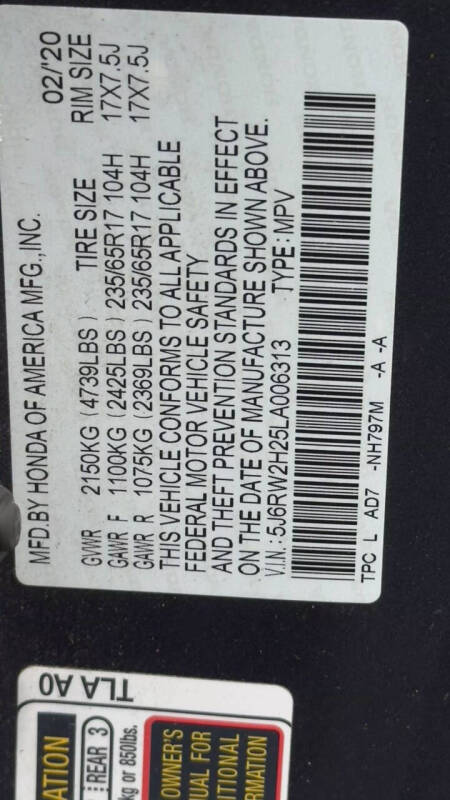 MFD.BY HONDA OF AMERICA MFG.,INC. 02/'20
GVWR 2150KG (4739LBS) TIRE SIZE RIM SIZE
GAWR F 1100KG (2425LBS) 235/65R17 104H 17X7.5J
GAWR R 1075KG (2369LBS) 235/65R17 104H 17X7.5J
THIS VEHICLE CONFORMS TO ALL APPLICABLE
FEDERAL MOTOR VEHICLE SAFETY
AND THEFT PREVENTION STANDARDS IN EFFECT
ON THE DATE OF MANUFACTURE SHOWN ABOVE.
V.I.N.: 5J6RW2H25LA006313 TYPE: MPV
TPC L AD7 -NH797M -A -A
TLA A0
ATION
REAR 3
kg or 850lbs.
OWNER'S
UAL FOR
ITIONAL
RMATION